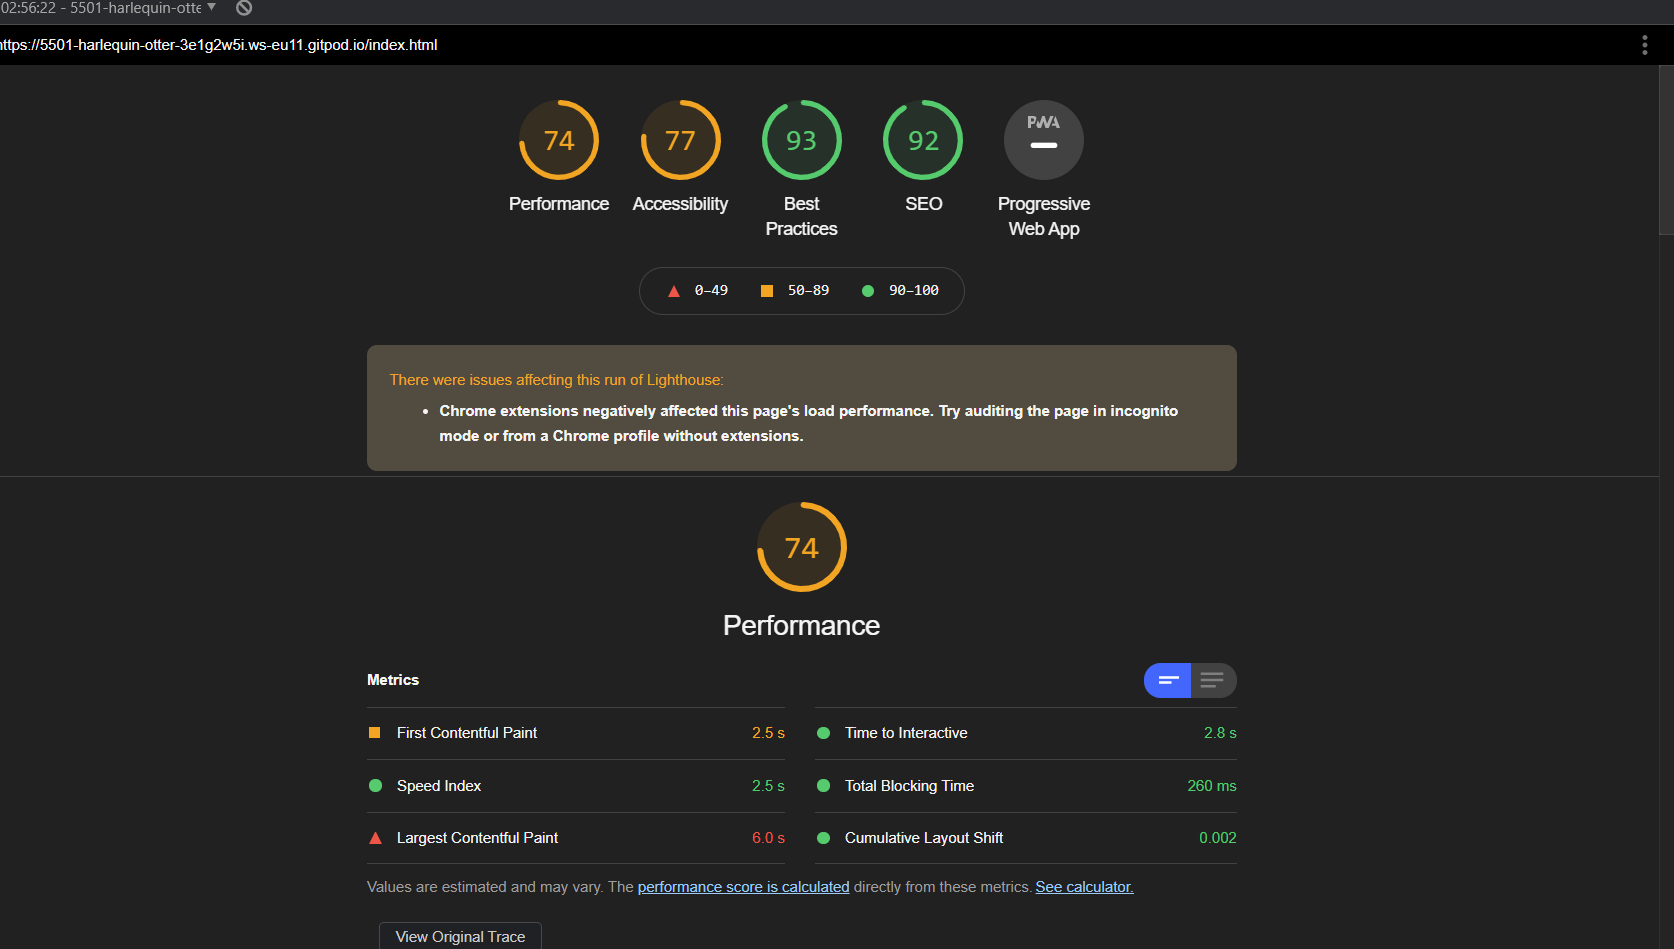 02:56:22 - 5501-harlequin-otte
ttps://5501-harlequin-otter-3e1g2w5i.ws-eu11.gitpod.io/index.html
74 77 93 92 PWA
Performance Accessibility Best Practices SEO Progressive Web App
0–49 50–89 90–100
There were issues affecting this run of Lighthouse:
Chrome extensions negatively affected this page's load performance. Try auditing the page in incognito
mode or from a Chrome profile without extensions.
74
Performance
Metrics
First Contentful Paint 2.5 s
Time to Interactive 2.8 s
Speed Index 2.5 s
Total Blocking Time 260 ms
Largest Contentful Paint 6.0 s
Cumulative Layout Shift 0.002
Values are estimated and may vary. The performance score is calculated directly from these metrics. See calculator.
View Original Trace